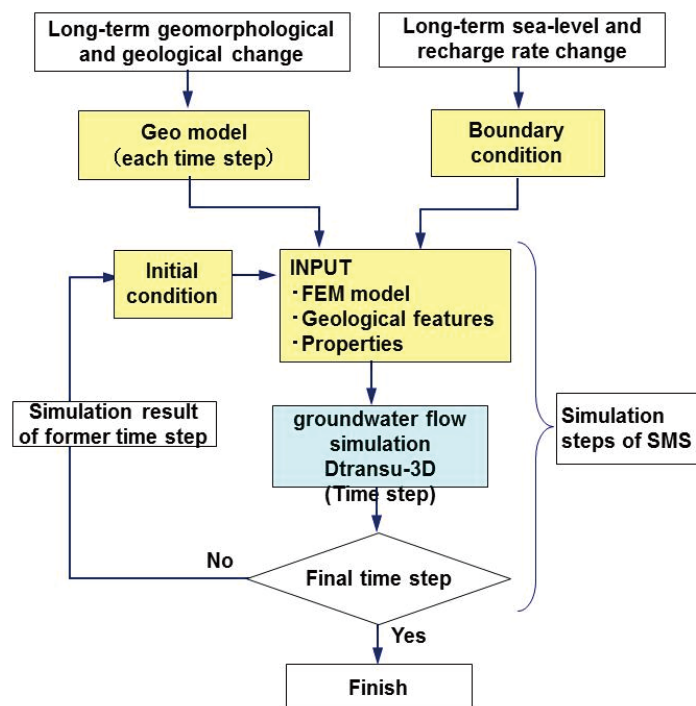 Long-term geomorphological
and geological change
Long-term sea-level and
recharge rate change
Geo model
（each time step）
Boundary
condition
Initial
condition
INPUT
・FEM model
・Geological features
・Properties
Simulation result
of former time step
groundwater flow
simulation
Dtransu-3D
(Time step)
Simulation
steps of SMS
No
Final time step
Yes
Finish